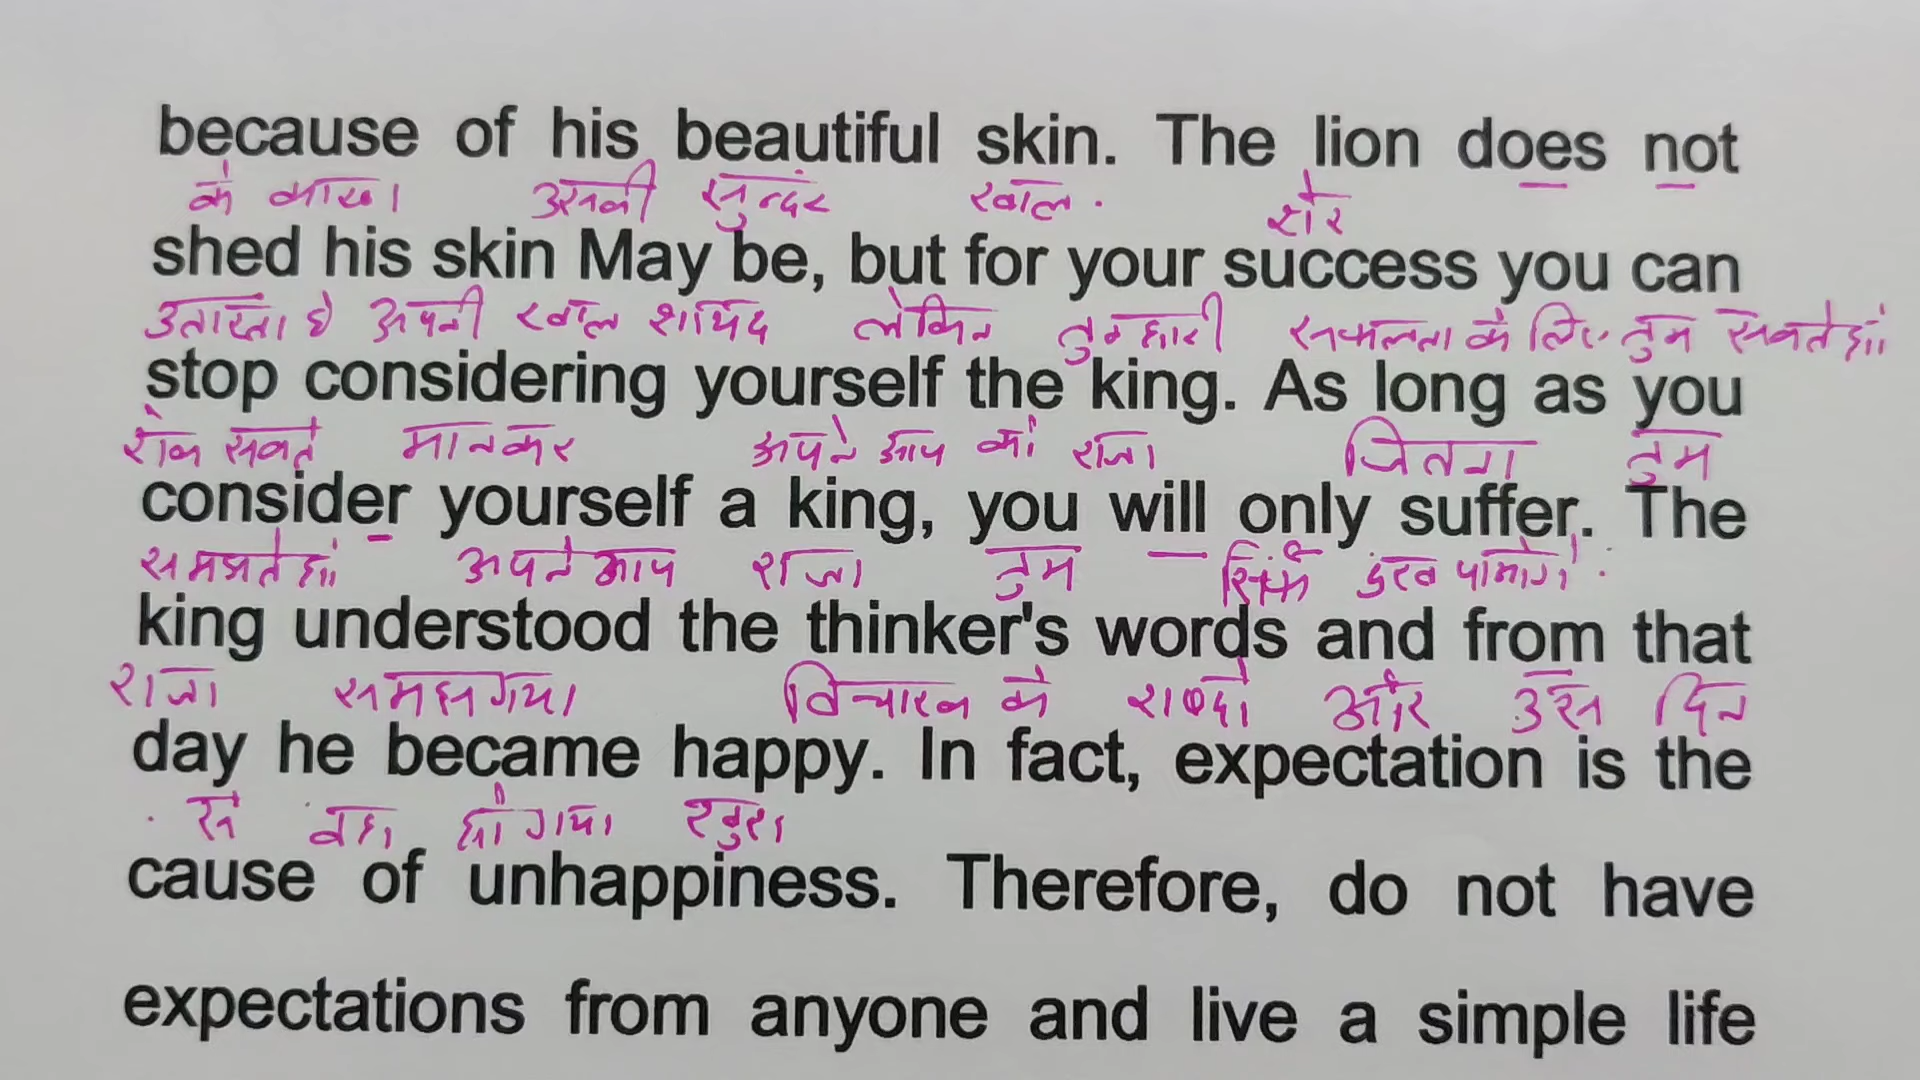 because of his beautiful skin. The lion does not
के कारण उसकी सुन्दर खाल. शेर
shed his skin May be, but for your success you can
उतारता है अपनी खाल शायद लेकिन तुम्हारी सफलता के लिए तुम सकते हो
stop considering yourself the king. As long as you
रोक सकते मानकर अपने आप को राजा जितना तुम
consider yourself a king, you will only suffer. The
समझते हो अपने आप राजा तुम सिर्फ दुख पाओगे.
king understood the thinker's words and from that
राजा समझ गया विचारक के शब्दों और उस दिन
day he became happy. In fact, expectation is the
से वह हो गया खुश
cause of unhappiness. Therefore, do not have
expectations from anyone and live a simple life